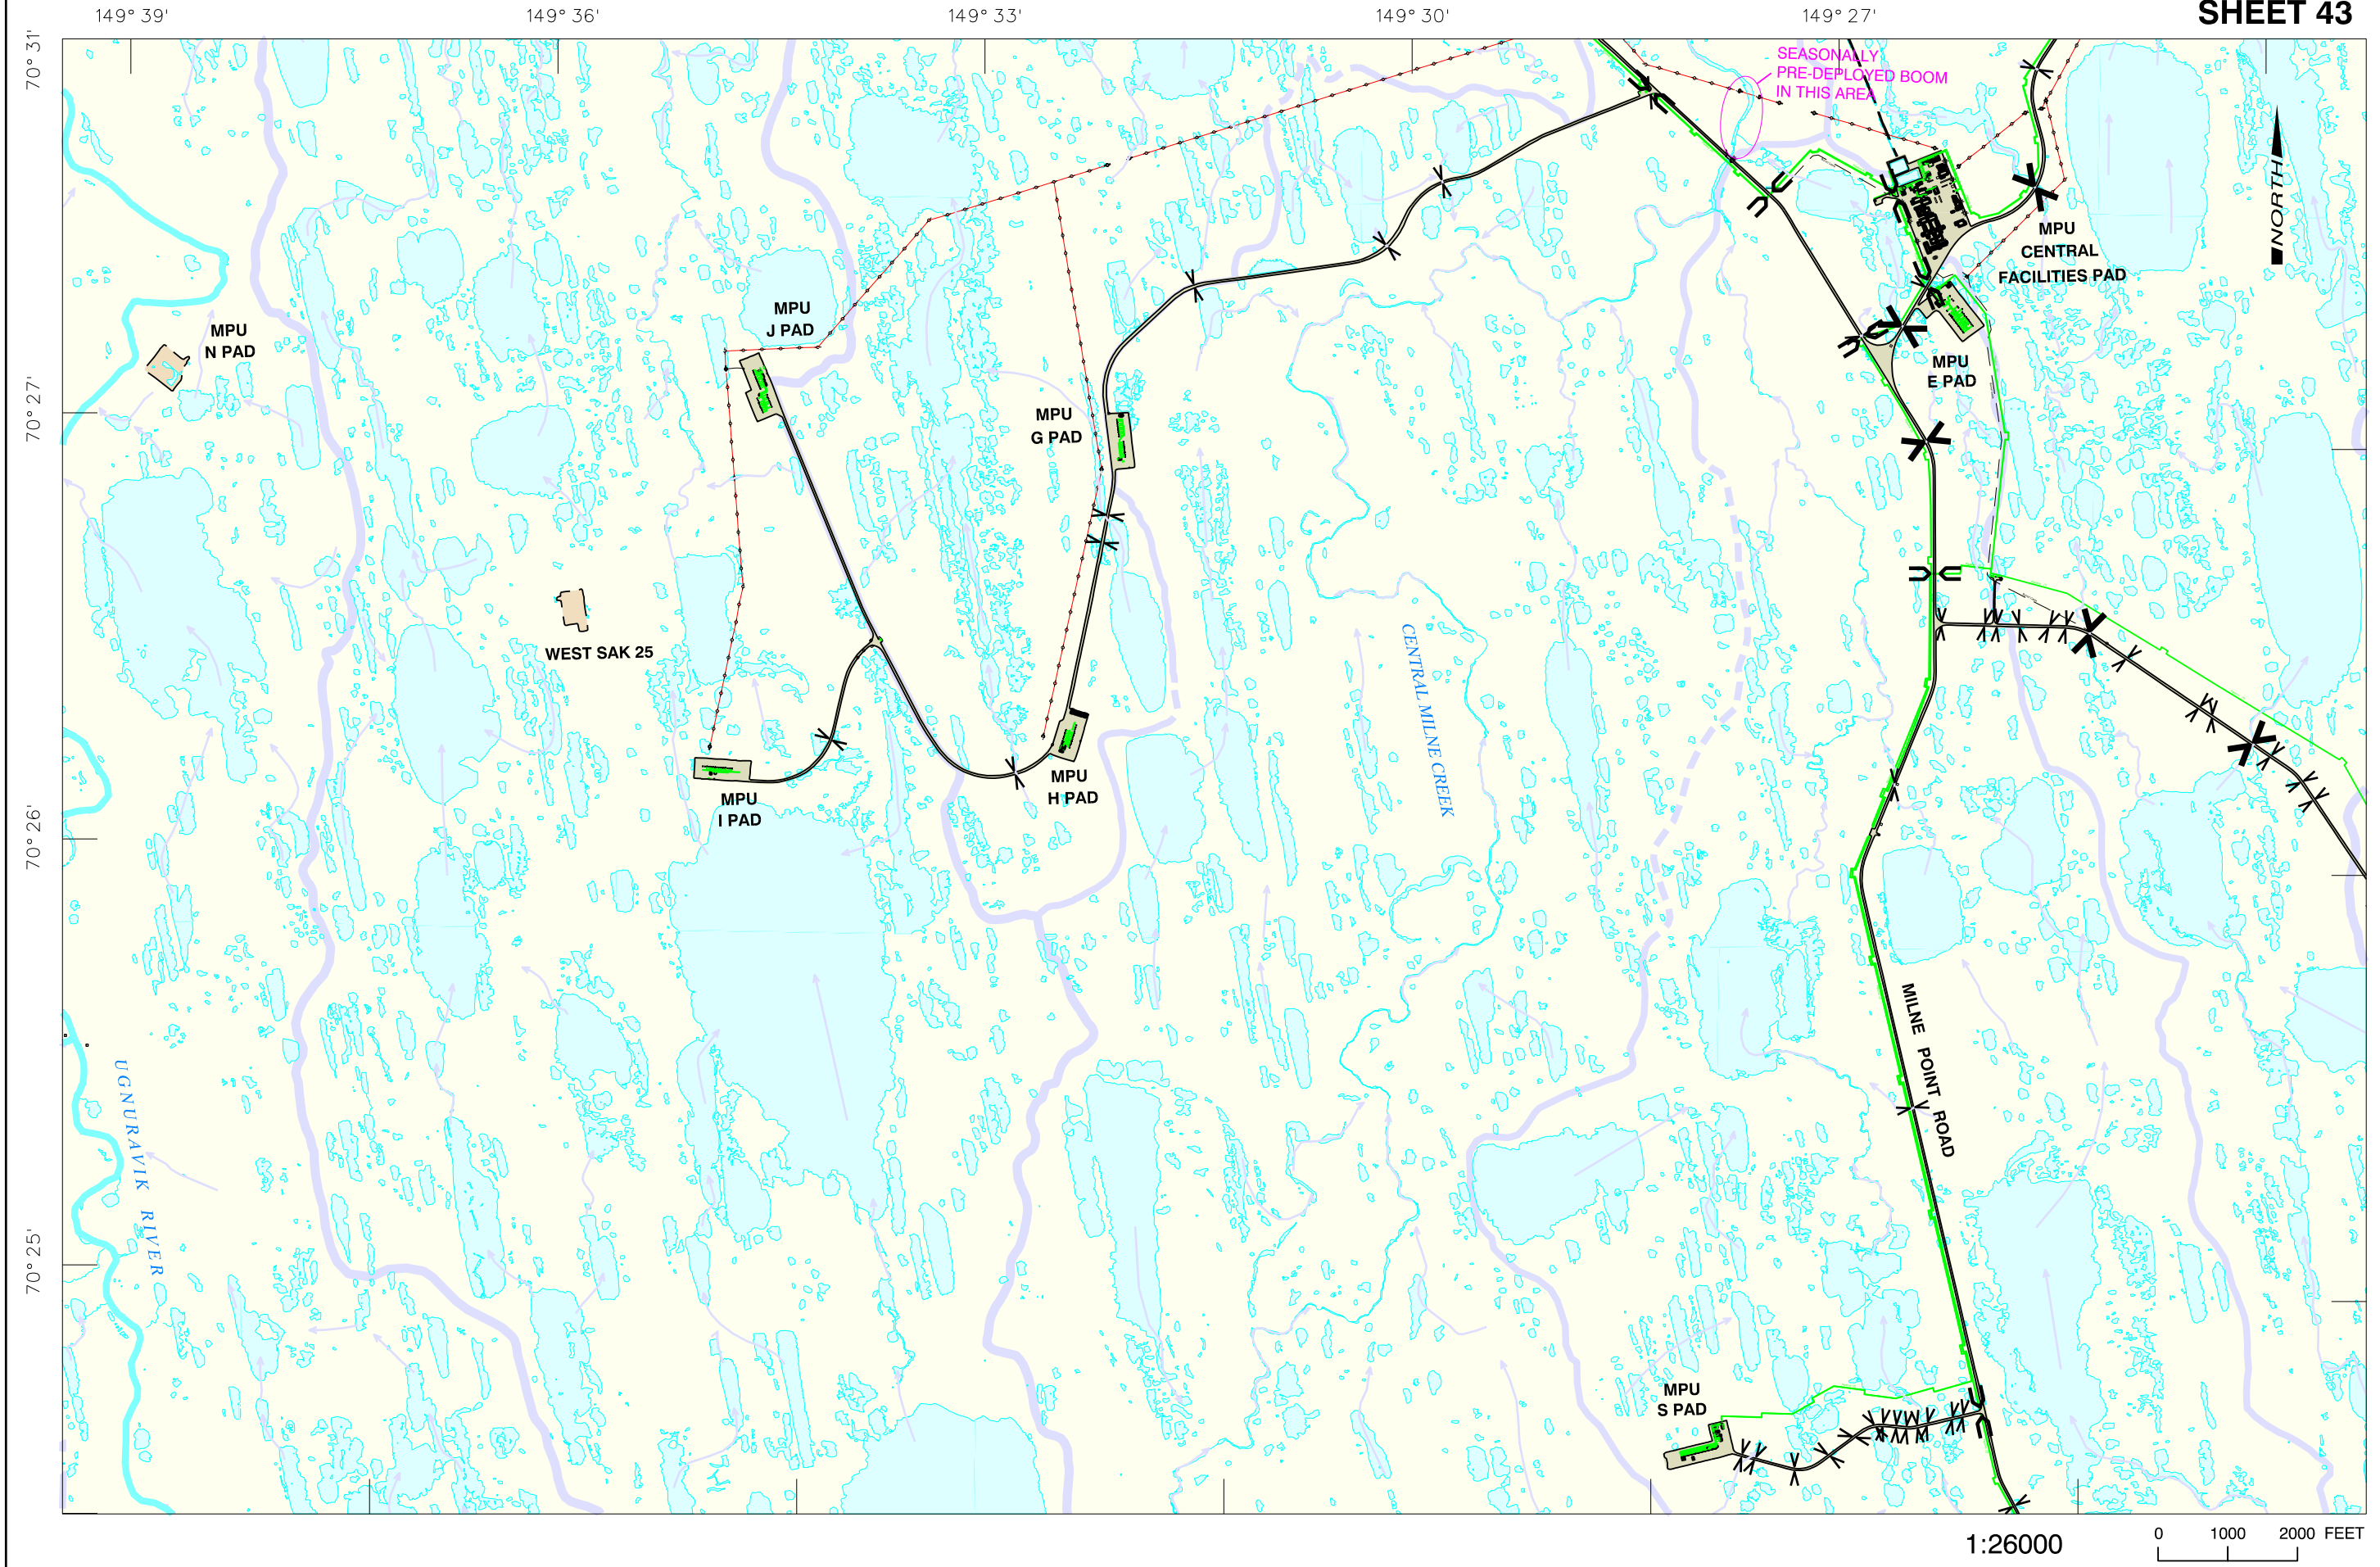 SHEET 43
149° 39'
149° 36'
149° 33'
149° 30'
149° 27'
70° 31'
70° 27'
70° 26'
70° 25'
SEASONALLY
PRE-DEPLOYED BOOM
IN THIS AREA
NORTH
MPU
CENTRAL
FACILITIES PAD
MPU
J PAD
MPU
N PAD
MPU
E PAD
MPU
G PAD
WEST SAK 25
MPU
I PAD
MPU
H PAD
CENTRAL MILNE CREEK
MILNE POINT ROAD
UGNURAVIK RIVER
MPU
S PAD
1:26000
0 1000 2000 FEET